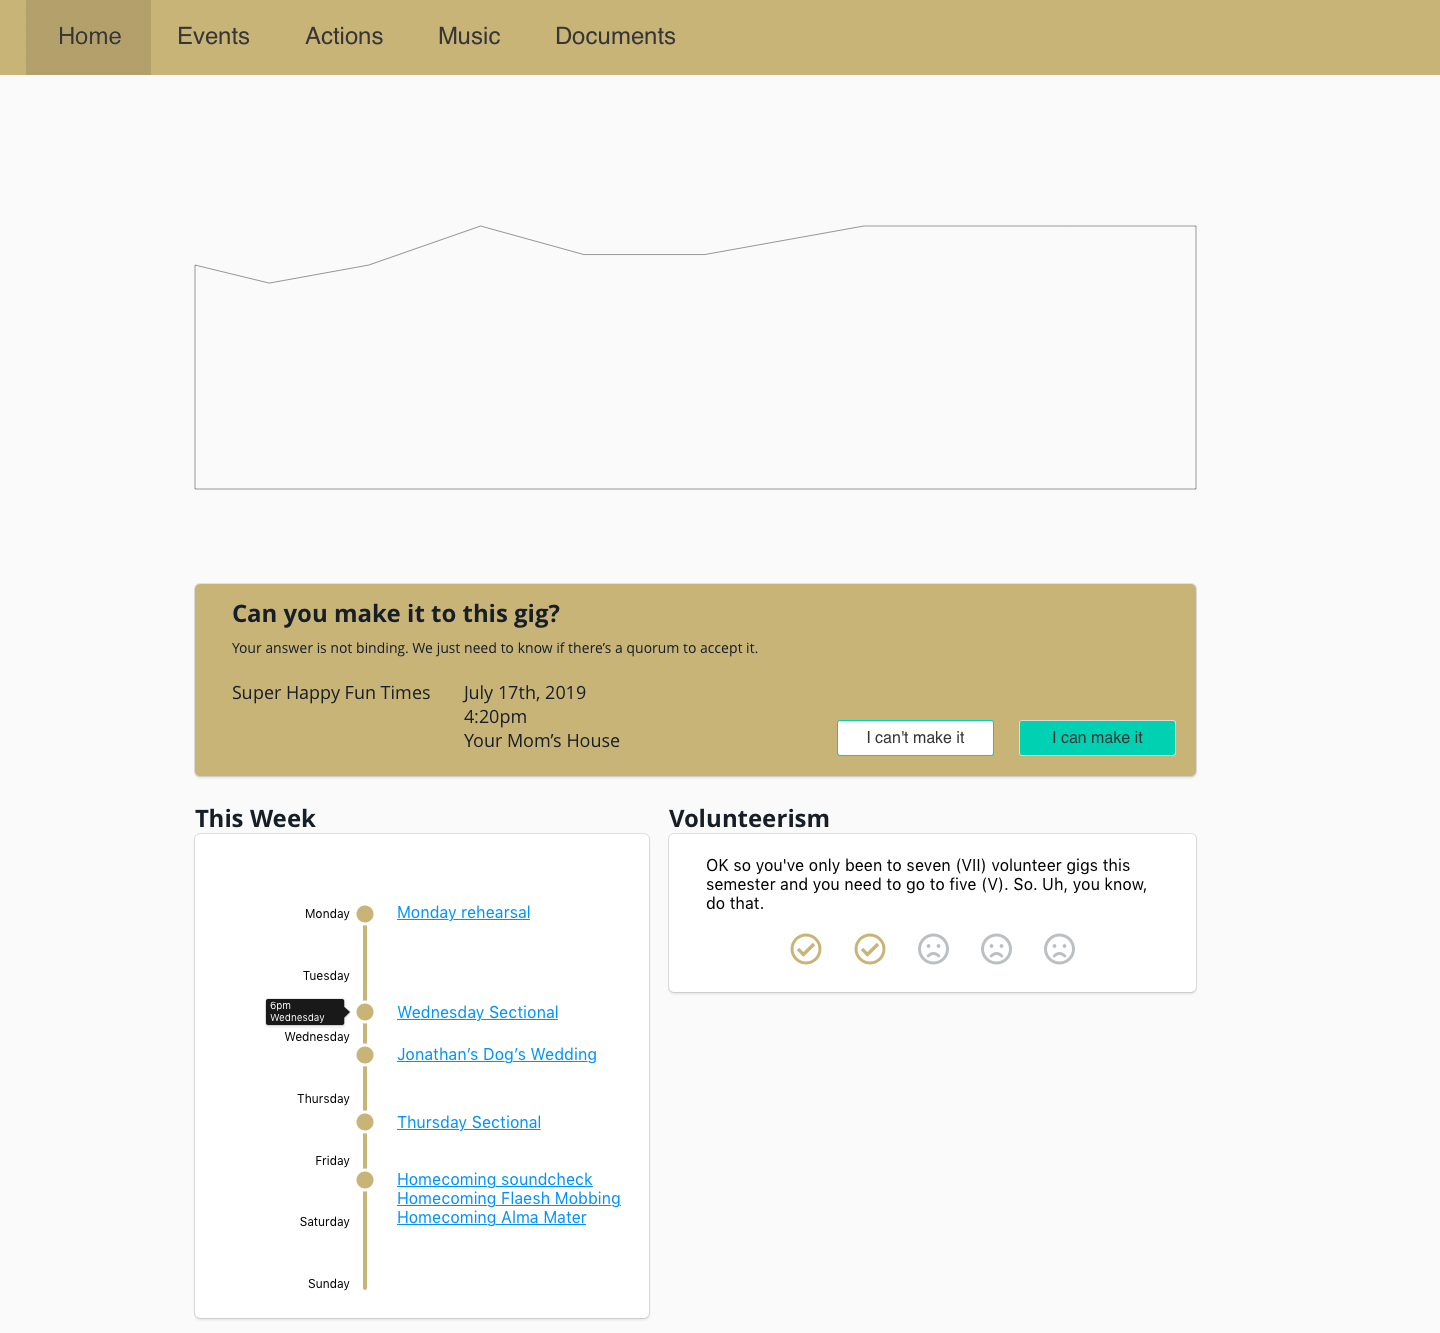 Home Events Actions Music Documents
Can you make it to this gig?
Your answer is not binding. We just need to know if there’s a quorum to accept it.
Super Happy Fun Times
July 17th, 2019
4:20pm
Your Mom’s House
I can't make it
I can make it
This Week
Monday
Monday rehearsal
Tuesday
6pm
Wednesday
Wednesday Sectional
Wednesday
Jonathan’s Dog’s Wedding
Thursday
Thursday Sectional
Friday
Homecoming soundcheck
Homecoming Flaesh Mobbing
Homecoming Alma Mater
Saturday
Sunday
Volunteerism
OK so you've only been to seven (VII) volunteer gigs this
semester and you need to go to five (V). So. Uh, you know,
do that.